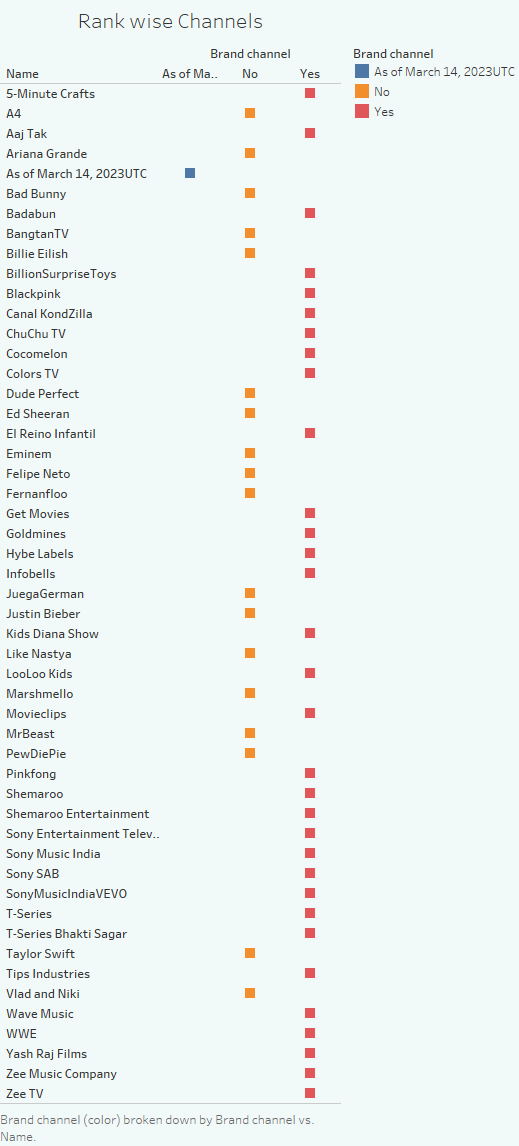 Rank wise Channels
Brand channel
Name As of Ma.. No Yes
Brand channel
As of March 14, 2023UTC
No
Yes
5-Minute Crafts
A4
Aaj Tak
Ariana Grande
As of March 14, 2023UTC
Bad Bunny
Badabun
BangtanTV
Billie Eilish
BillionSurpriseToys
Blackpink
Canal KondZilla
ChuChu TV
Cocomelon
Colors TV
Dude Perfect
Ed Sheeran
El Reino Infantil
Eminem
Felipe Neto
Fernanfloo
Get Movies
Goldmines
Hybe Labels
Infobells
JuegaGerman
Justin Bieber
Kids Diana Show
Like Nastya
LooLoo Kids
Marshmello
Movieclips
MrBeast
PewDiePie
Pinkfong
Shemaroo
Shemaroo Entertainment
Sony Entertainment Telev..
Sony Music India
Sony SAB
SonyMusicIndiaVEVO
T-Series
T-Series Bhakti Sagar
Taylor Swift
Tips Industries
Vlad and Niki
Wave Music
WWE
Yash Raj Films
Zee Music Company
Zee TV
Brand channel (color) broken down by Brand channel vs.
Name.